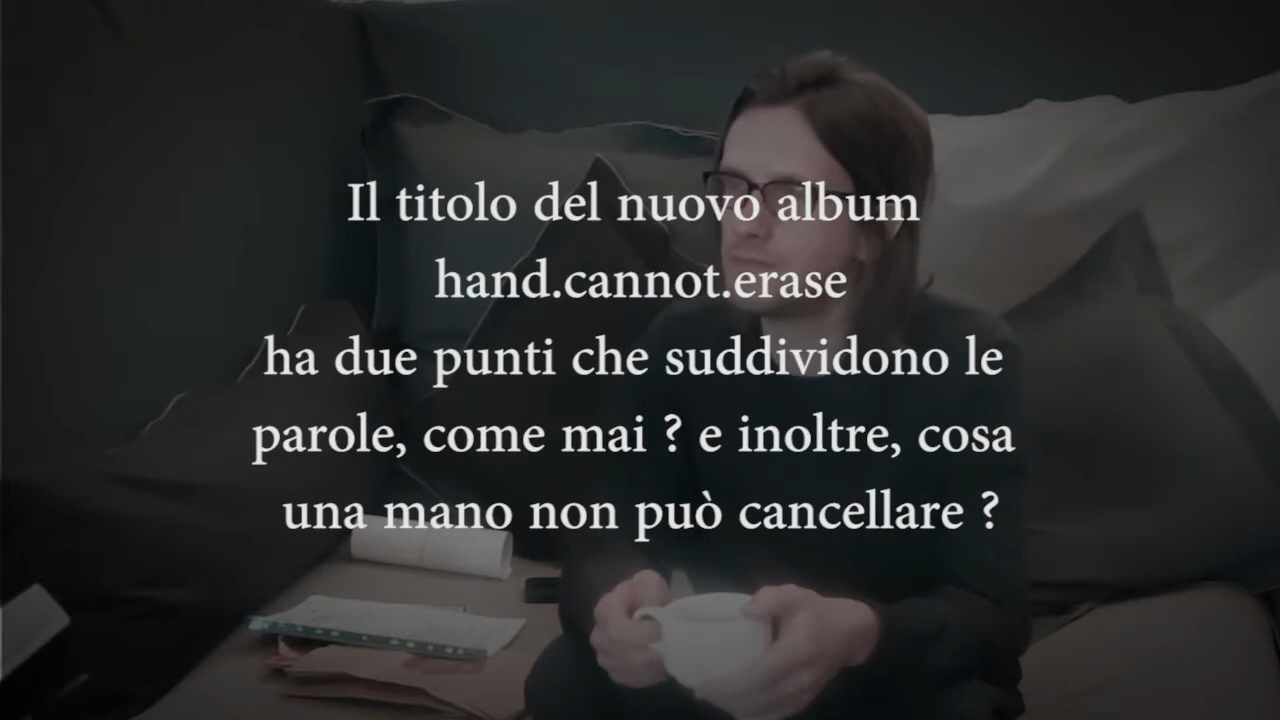 Il titolo del nuovo album
hand.cannot.erase
ha due punti che suddividono le
parole, come mai ? e inoltre, cosa
una mano non può cancellare ?